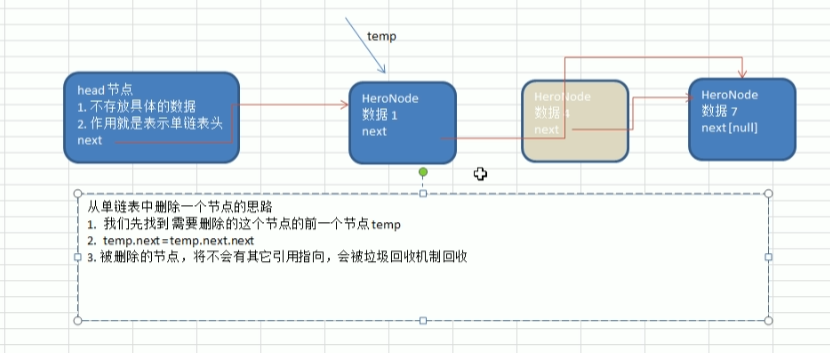 temp
head 节点
1. 不存放具体的数据
2. 作用就是表示单链表头
next
HeroNode
数据 1
next
HeroNode
数据 4
next
HeroNode
数据 7
next [null]
从单链表中删除一个节点的思路
1. 我们先找到 需要删除的这个节点的前一个节点 temp
2. temp.next=temp.next.next
3. 被删除的节点，将不会有其它引用指向，会被垃圾回收机制回收